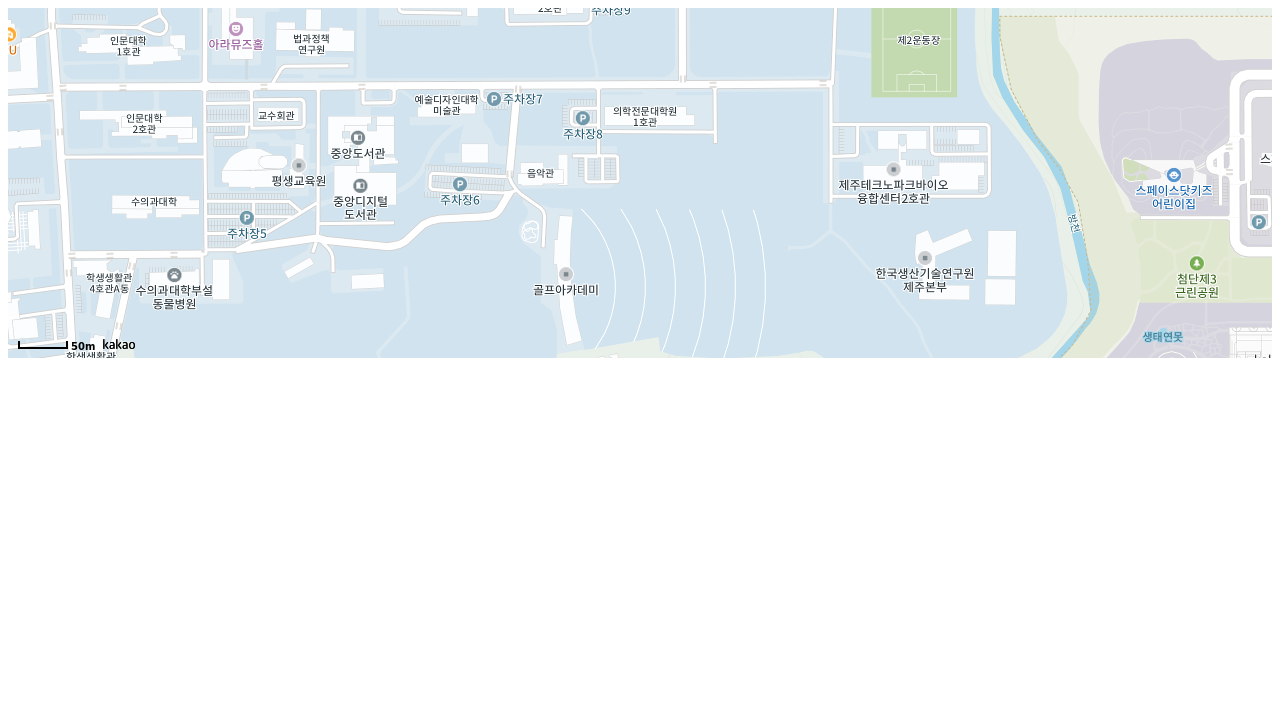 2호관
주차장9
U
인문대학
1호관
아라뮤즈홀
법과정책
연구원
제2운동장
인문대학
2호관
교수회관
예술디자인대학
미술관
주차장7
주차장8
의학전문대학원
1호관
중앙도서관
평생교육원
음악관
수의과대학
중앙디지털
도서관
주차장6
주차장5
제주테크노파크바이오
융합센터2호관
스페이스닷키즈
어린이집
스
학생생활관
4호관A동
수의과대학부설
동물병원
골프아카데미
한국생산기술연구원
제주본부
첨단제3
근린공원
생태연못
50m
kakao
학생생활관